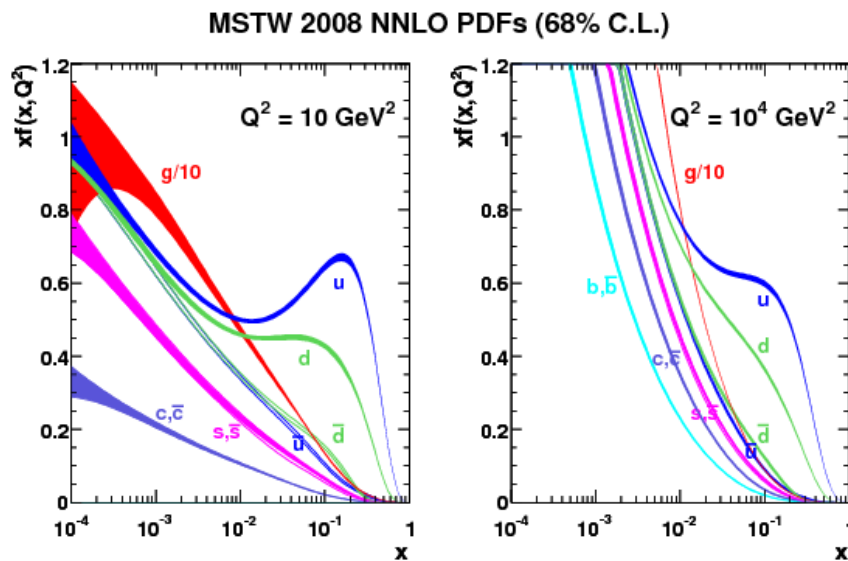 MSTW 2008 NNLO PDFs (68% C.L.)
xf(x,Q²)
1.2
1
0.8
0.6
0.4
0.2
0
Q² = 10 GeV²
g/10
u
d
c,c̅
s,s̅
u̅
d̅
10⁻⁴
10⁻³
10⁻²
10⁻¹
1
x
xf(x,Q²)
1.2
1
0.8
0.6
0.4
0.2
0
Q² = 10⁴ GeV²
g/10
b,b̅
u
d
c,c̅
s,s̅
d̅
u̅
10⁻⁴
10⁻³
10⁻²
10⁻¹
1
x